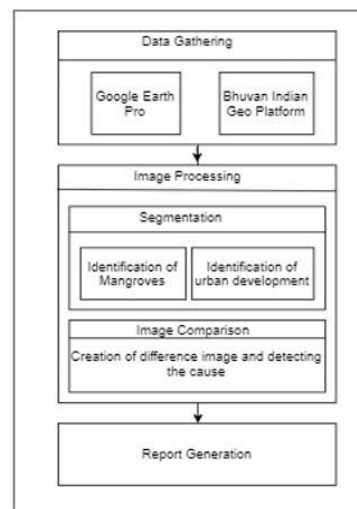 Data Gathering
Google Earth
Pro
Bhuvan Indian
Geo Platform
Image Processing
Segmentation
Identification of
Mangroves
Identification of
urban development
Image Comparison
Creation of difference image and detecting
the cause
Report Generation